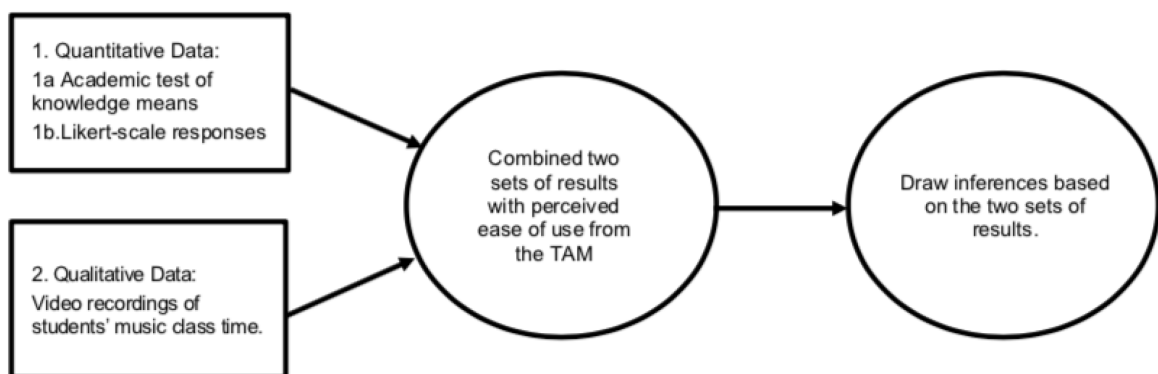 1. Quantitative Data:
1a Academic test of
knowledge means
1b.Likert-scale responses
2. Qualitative Data:
Video recordings of
students' music class time.
Combined two
sets of results
with perceived
ease of use from
the TAM
Draw inferences based
on the two sets of
results.